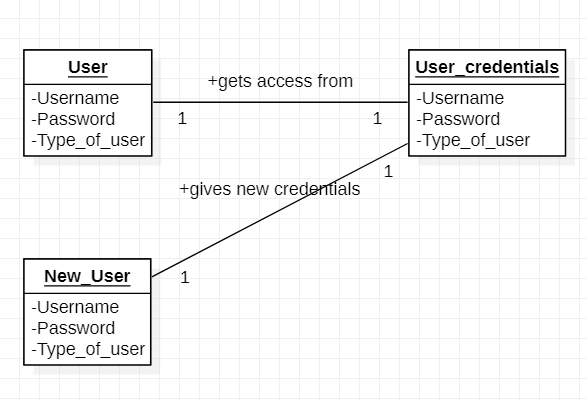 User
-Username
-Password
-Type_of_user
+gets access from
1
1
User_credentials
-Username
-Password
-Type_of_user
1
+gives new credentials
1
New_User
-Username
-Password
-Type_of_user